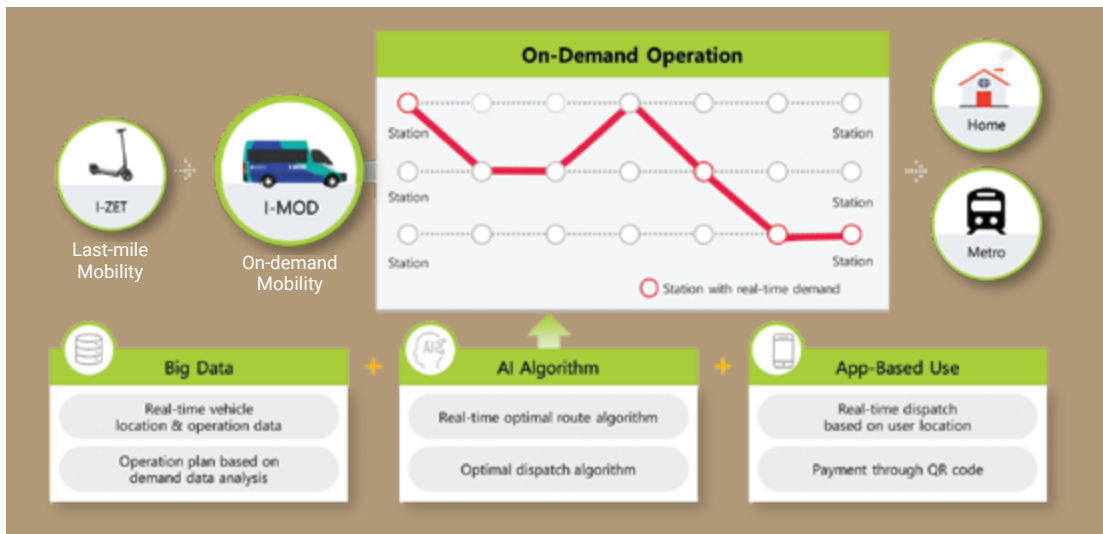 On-Demand Operation
Station
Station
Station
Station
Station
Station
Station with real-time demand
I-ZET
Last-mile
Mobility
I-MOD
On-demand
Mobility
Home
Metro
Big Data
Real-time vehicle
location & operation data
Operation plan based on
demand data analysis
+
AI
AI Algorithm
Real-time optimal route algorithm
Optimal dispatch algorithm
+
App-Based Use
Real-time dispatch
based on user location
Payment through QR code